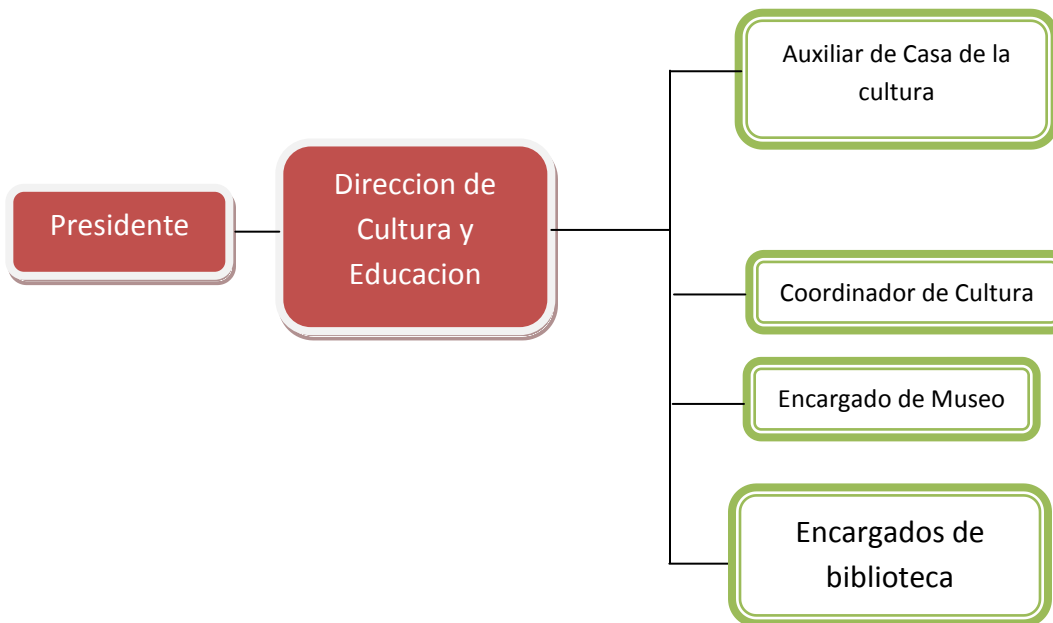 Presidente
Direccion de
Cultura y
Educacion
Auxiliar de Casa de la
cultura
Coordinador de Cultura
Encargado de Museo
Encargados de
biblioteca